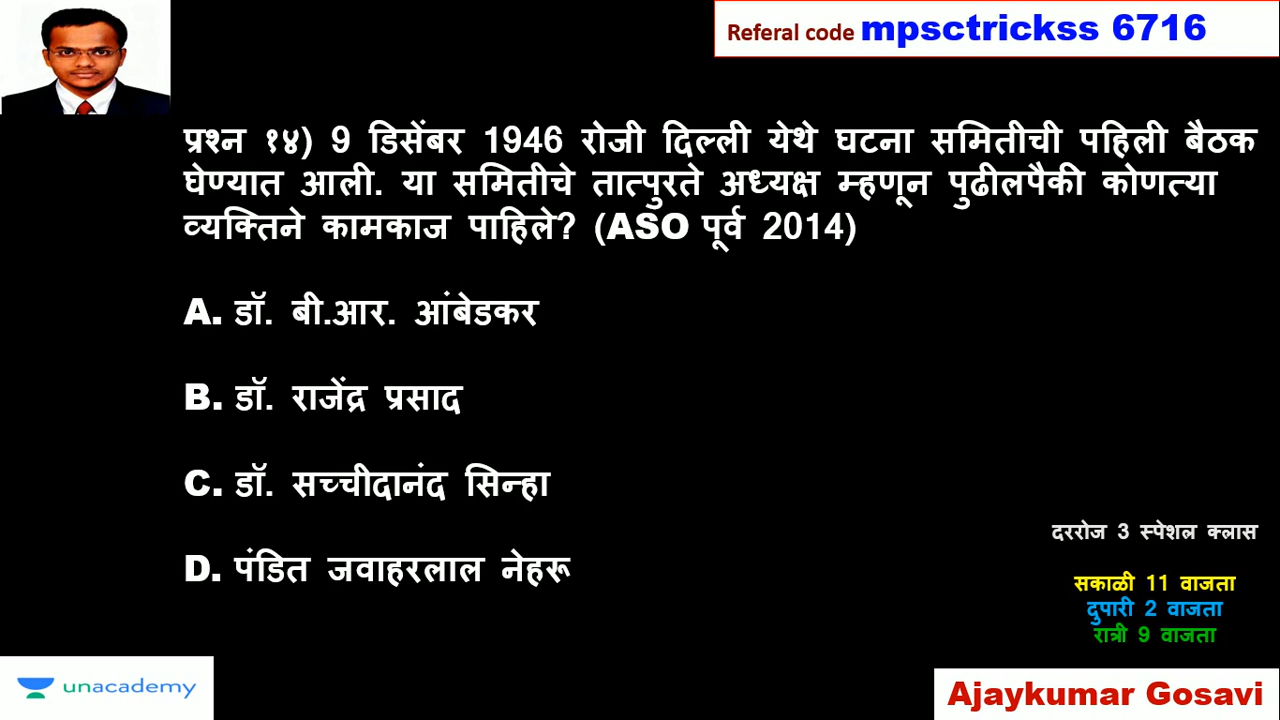 Referal code mpsctrickss 6716
प्रश्न १४) 9 डिसेंबर 1946 रोजी दिल्ली येथे घटना समितीची पहिली बैठक
घेण्यात आली. या समितीचे तात्पुरते अध्यक्ष म्हणून पुढीलपैकी कोणत्या
व्यक्तिने कामकाज पाहिले? (ASO पूर्व 2014)
A. डॉ. बी.आर. आंबेडकर
B. डॉ. राजेंद्र प्रसाद
C. डॉ. सच्चीदानंद सिन्हा
D. पंडित जवाहरलाल नेहरू
दररोज 3 स्पेशल क्लास
सकाळी 11 वाजता
दुपारी 2 वाजता
रात्री 9 वाजता
unacademy
Ajaykumar Gosavi